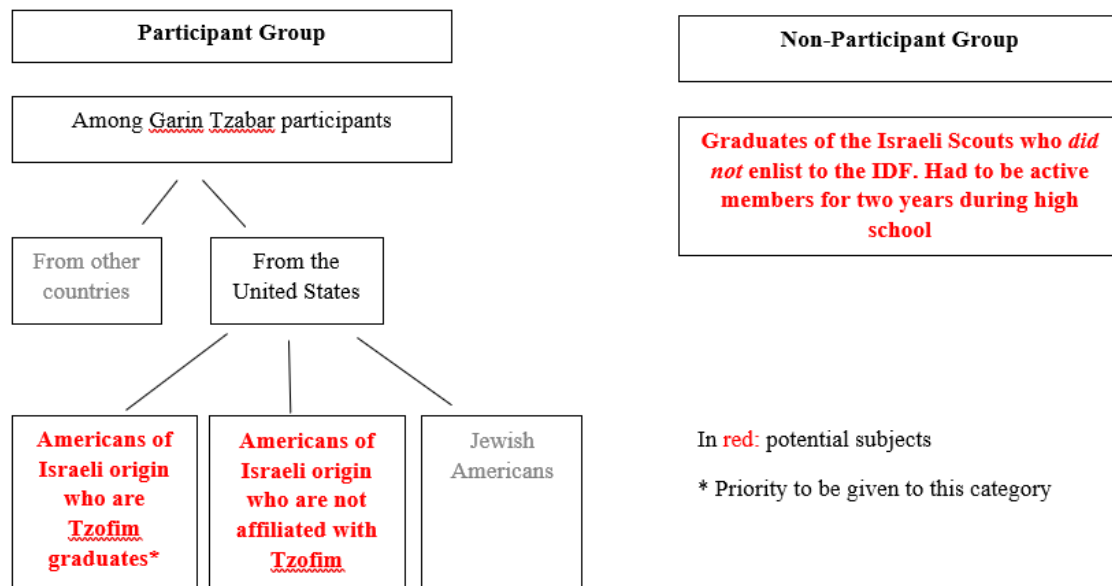 Participant Group
Among Garin Tzabar participants
From other
countries
From the
United States
Americans of
Israeli origin
who are
Tzofim
graduates*
Americans of
Israeli origin
who are not
affiliated with
Tzofim
Jewish
Americans
Non-Participant Group
Graduates of the Israeli Scouts who did
not enlist to the IDF. Had to be active
members for two years during high
school
In red: potential subjects
* Priority to be given to this category